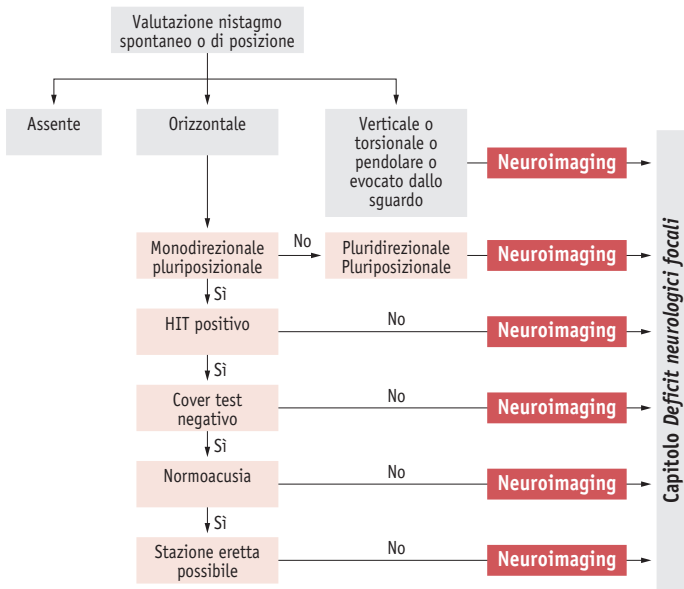 Valutazione nistagmo
spontaneo o di posizione
Assente
Orizzontale
Verticale o
torsionale o
pendolare o
evocato dallo
sguardo
Neuroimaging
Monodirezionale
pluriposizionale
No
Pluridirezionale
Pluriposizionale
Neuroimaging
Sì
HIT positivo
No
Neuroimaging
Sì
Cover test
negativo
No
Neuroimaging
Sì
Normoacusia
No
Neuroimaging
Sì
Stazione eretta
possibile
No
Neuroimaging
Capitolo Deficit neurologici focali